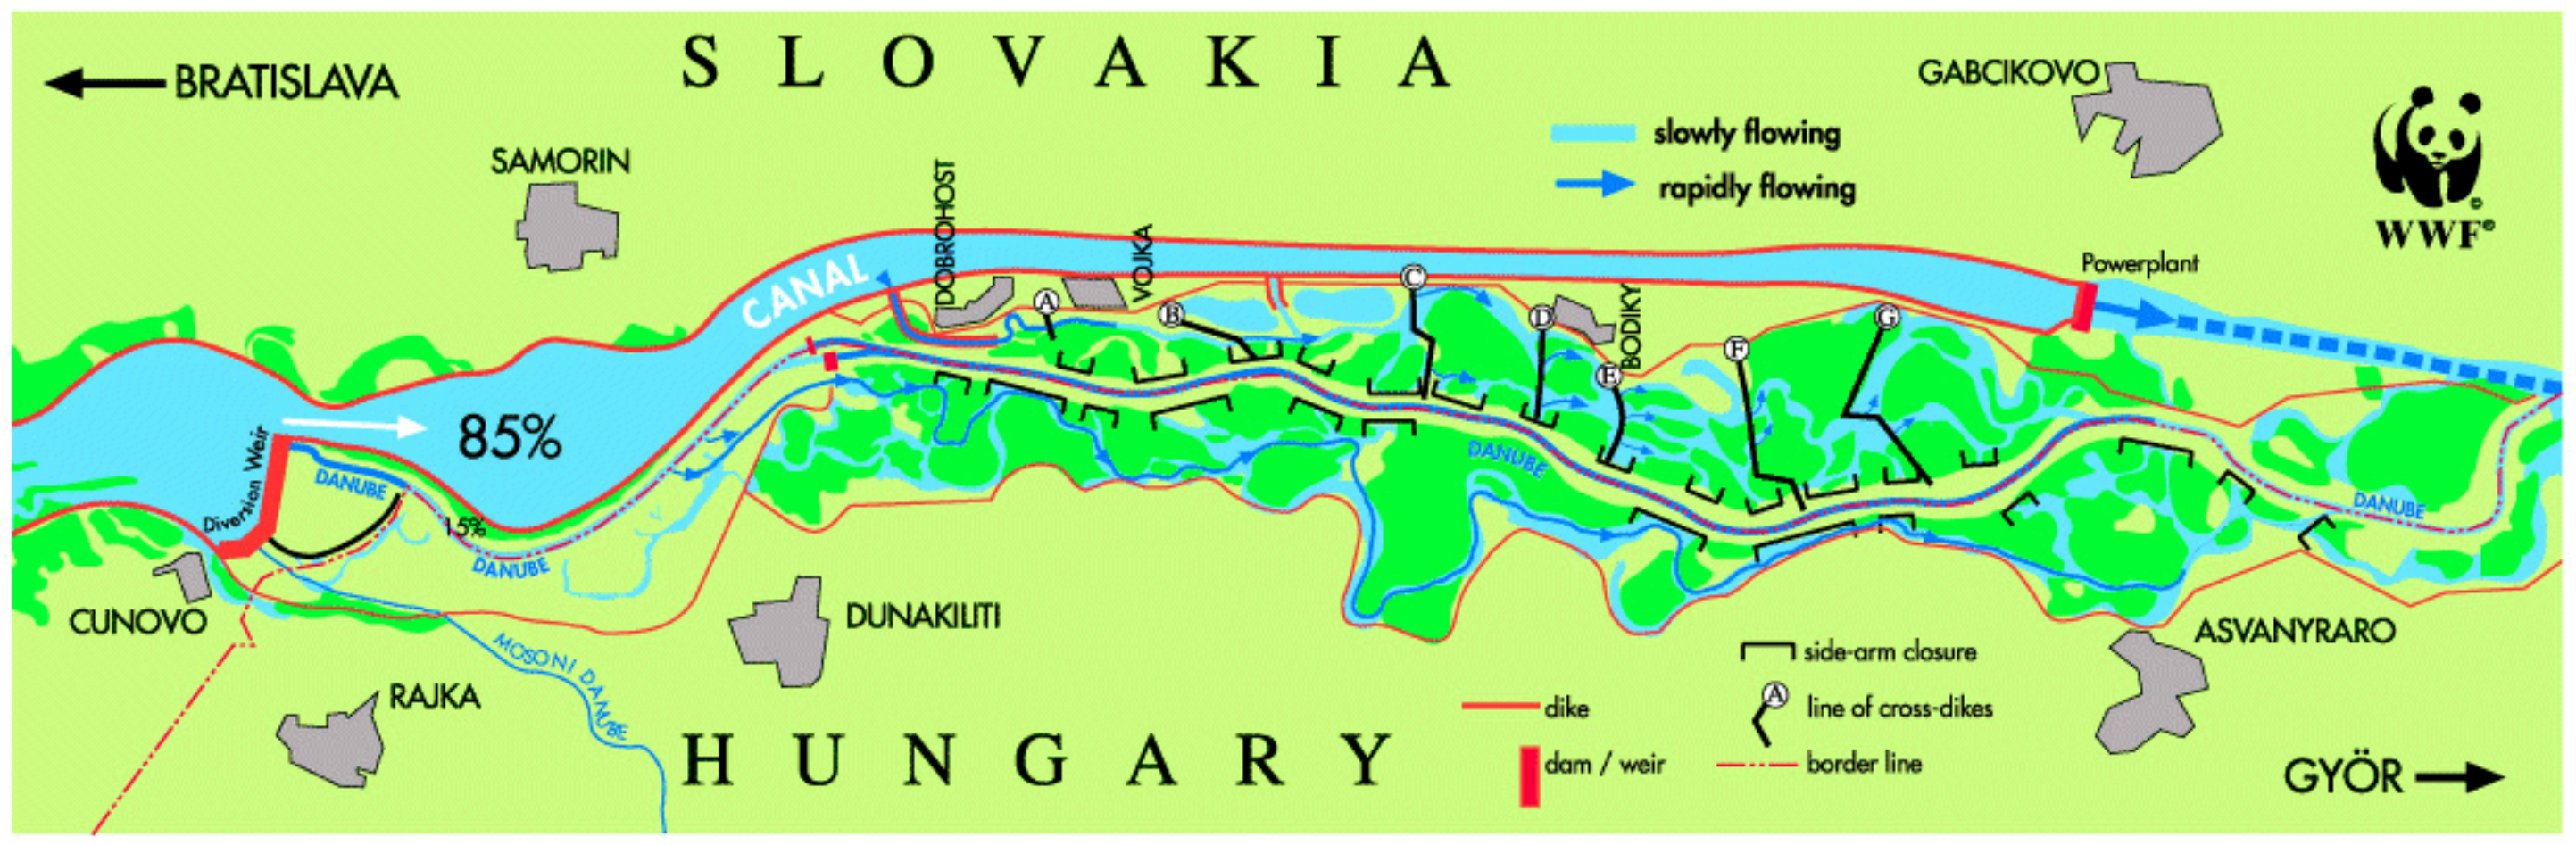 SLOVAKIA
BRATISLAVA
GABCIKOVO
slowly flowing
rapidly flowing
WWF
SAMORIN
DOBROHOST
VOJKA
CANAL
Powerplant
A
B
C
D
E
F
G
BODIKY
85%
Diversion Weir
DANUBE
15%
DANUBE
DANUBE
DANUBE
CUNOVO
DUNAKILITI
MOSONI DANUBE
RAJKA
ASVANYRARO
HUNGARY
side-arm closure
dike
A
line of cross-dikes
dam / weir
border line
GYÖR